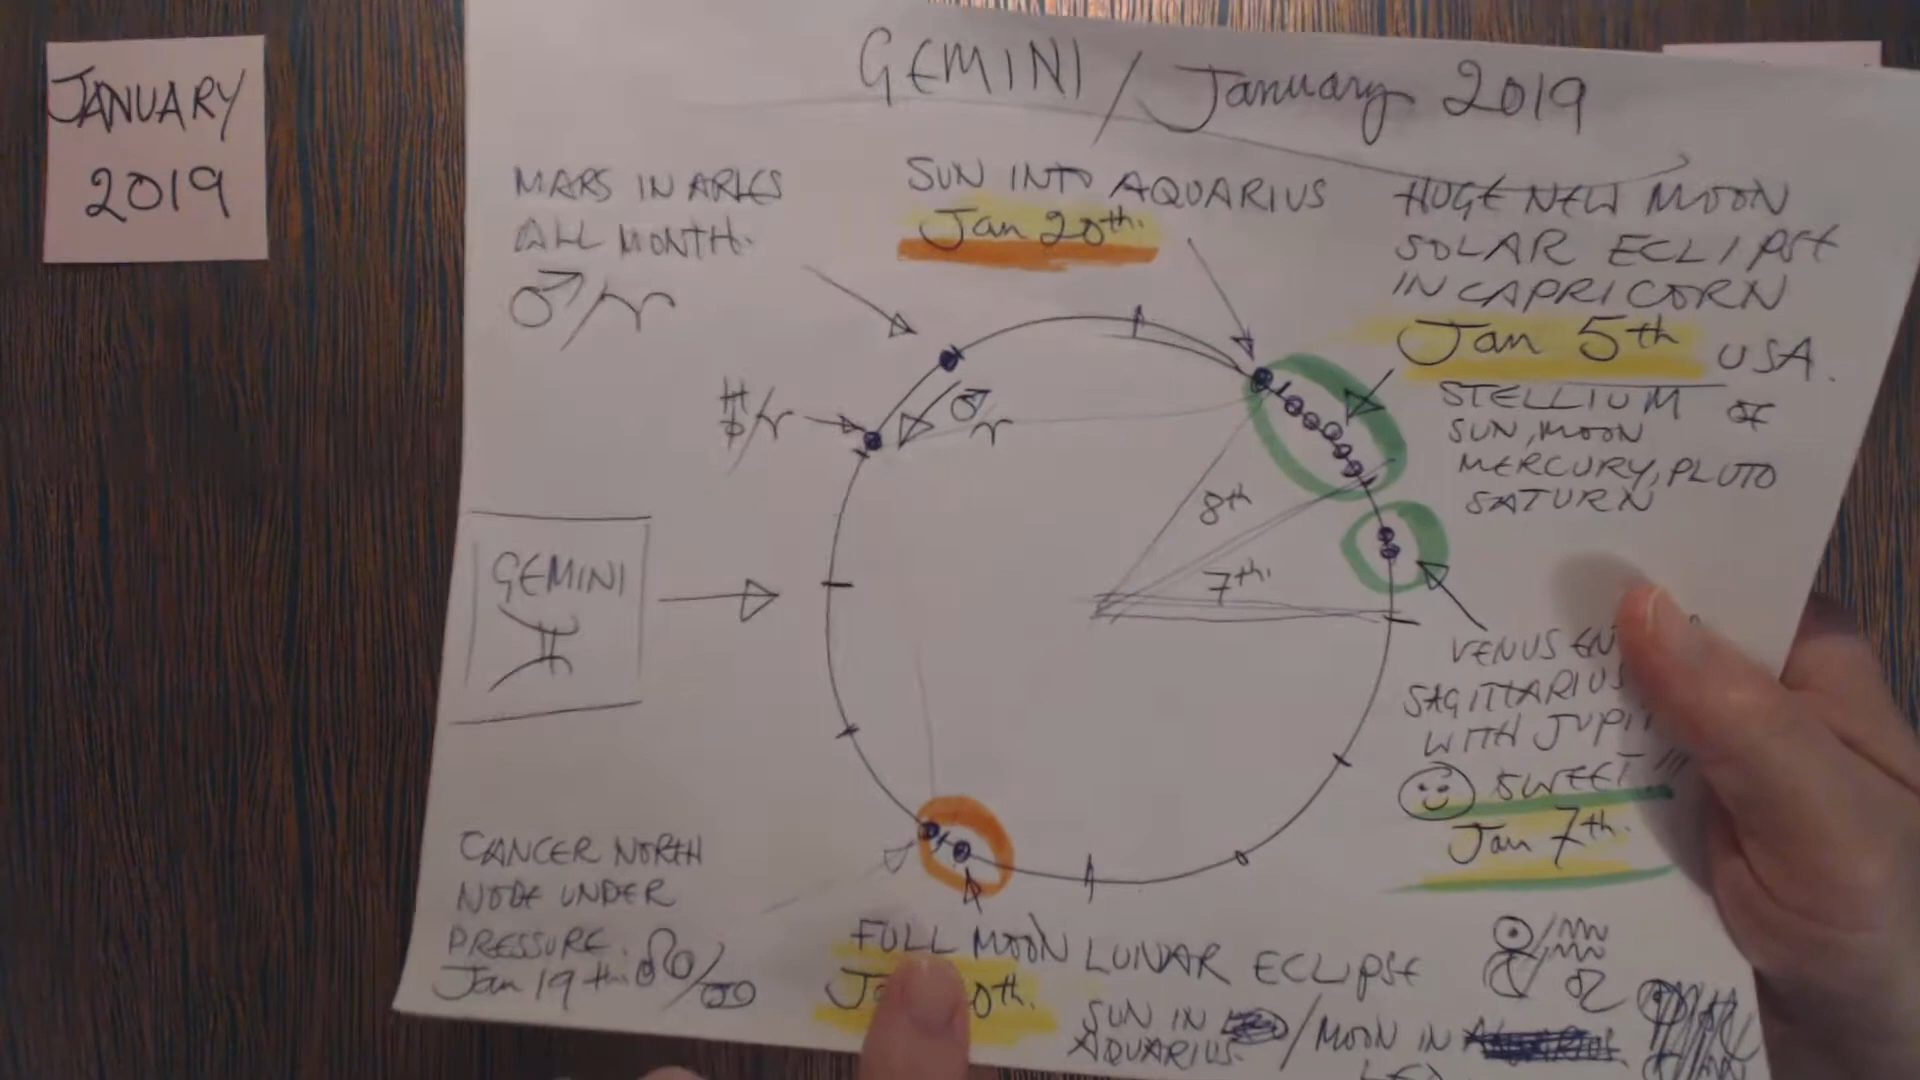 JANUARY
2019
GEMINI / January 2019
MARS IN ARIES
ALL MONTH.
♂/♈
SUN INTO AQUARIUS
Jan 20th.
HUGE NEW MOON
SOLAR ECLIPSE
IN CAPRICORN
Jan 5th USA.
STELLIUM OF
SUN, MOON
MERCURY, PLUTO
SATURN
♂
♈
8th
7th.
GEMINI
♊
VENUS
SAGITTARIUS
WITH
SWEET!!!
Jan 7th.
CANCER NORTH
NODE UNDER
PRESSURE.
Jan 19th ☊/♋
FULL MOON LUNAR ECLIPSE
SUN IN / MOON IN
AQUARIUS.